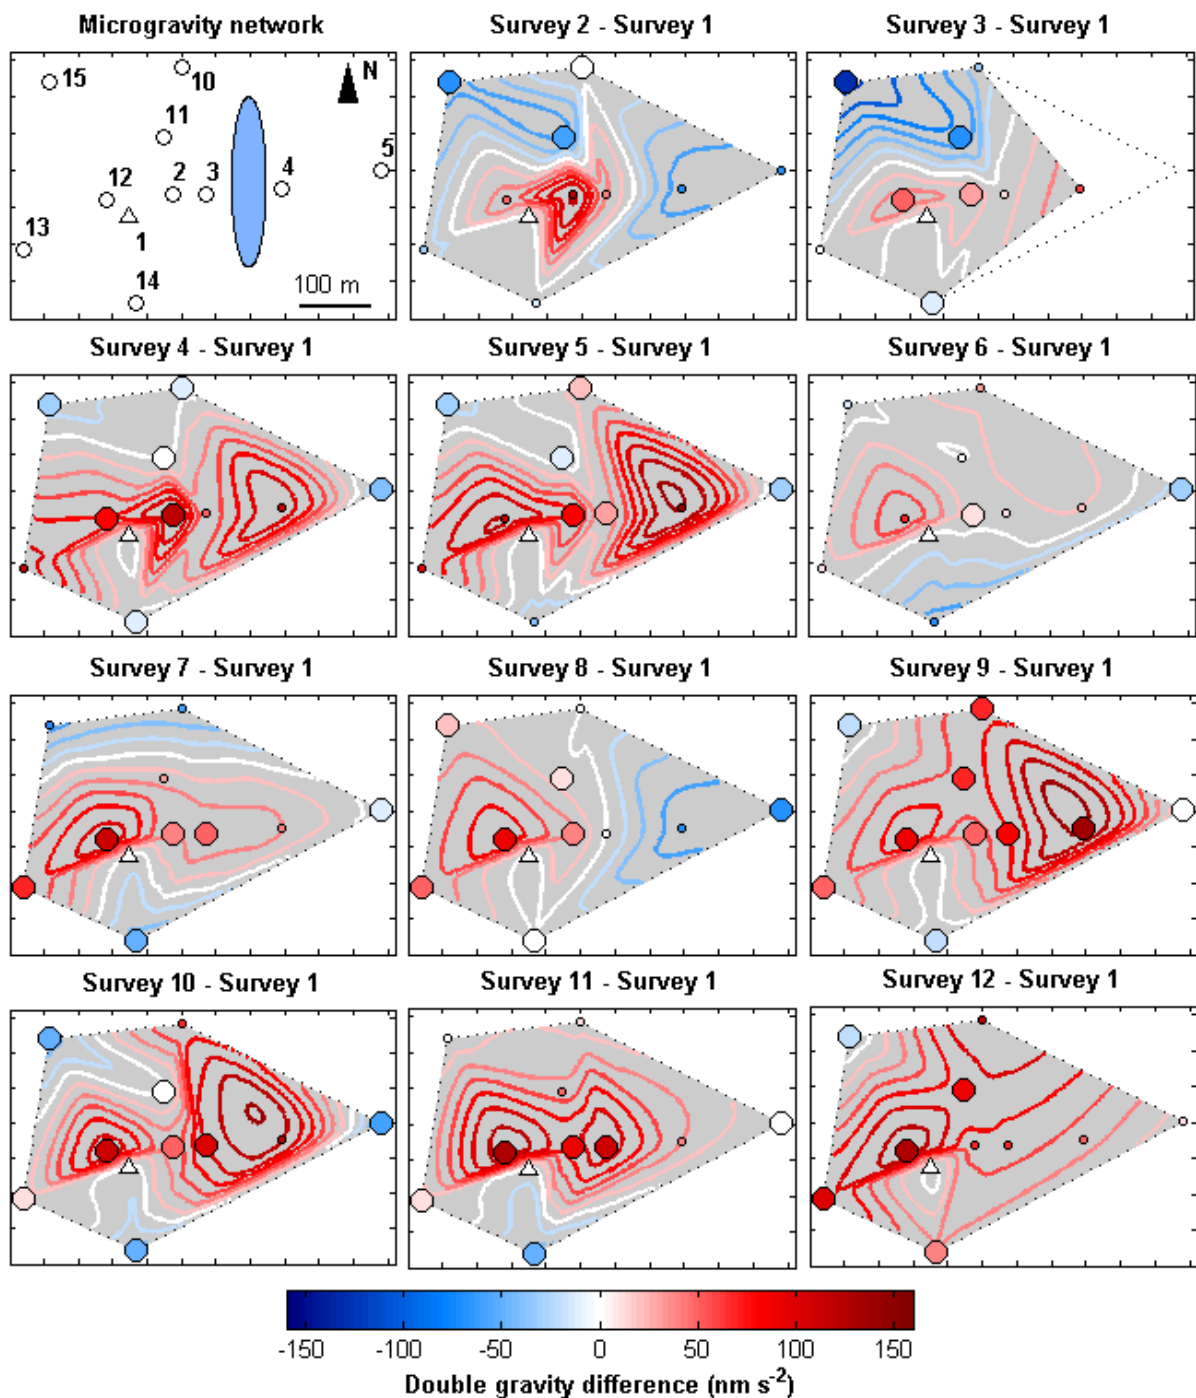 Microgravity network
Survey 2 - Survey 1
Survey 3 - Survey 1
15
10
N
11
5
12
2
3
4
13
1
14
100 m
Survey 4 - Survey 1
Survey 5 - Survey 1
Survey 6 - Survey 1
Survey 7 - Survey 1
Survey 8 - Survey 1
Survey 9 - Survey 1
Survey 10 - Survey 1
Survey 11 - Survey 1
Survey 12 - Survey 1
-150 -100 -50 0 50 100 150
Double gravity difference (nm s⁻²)